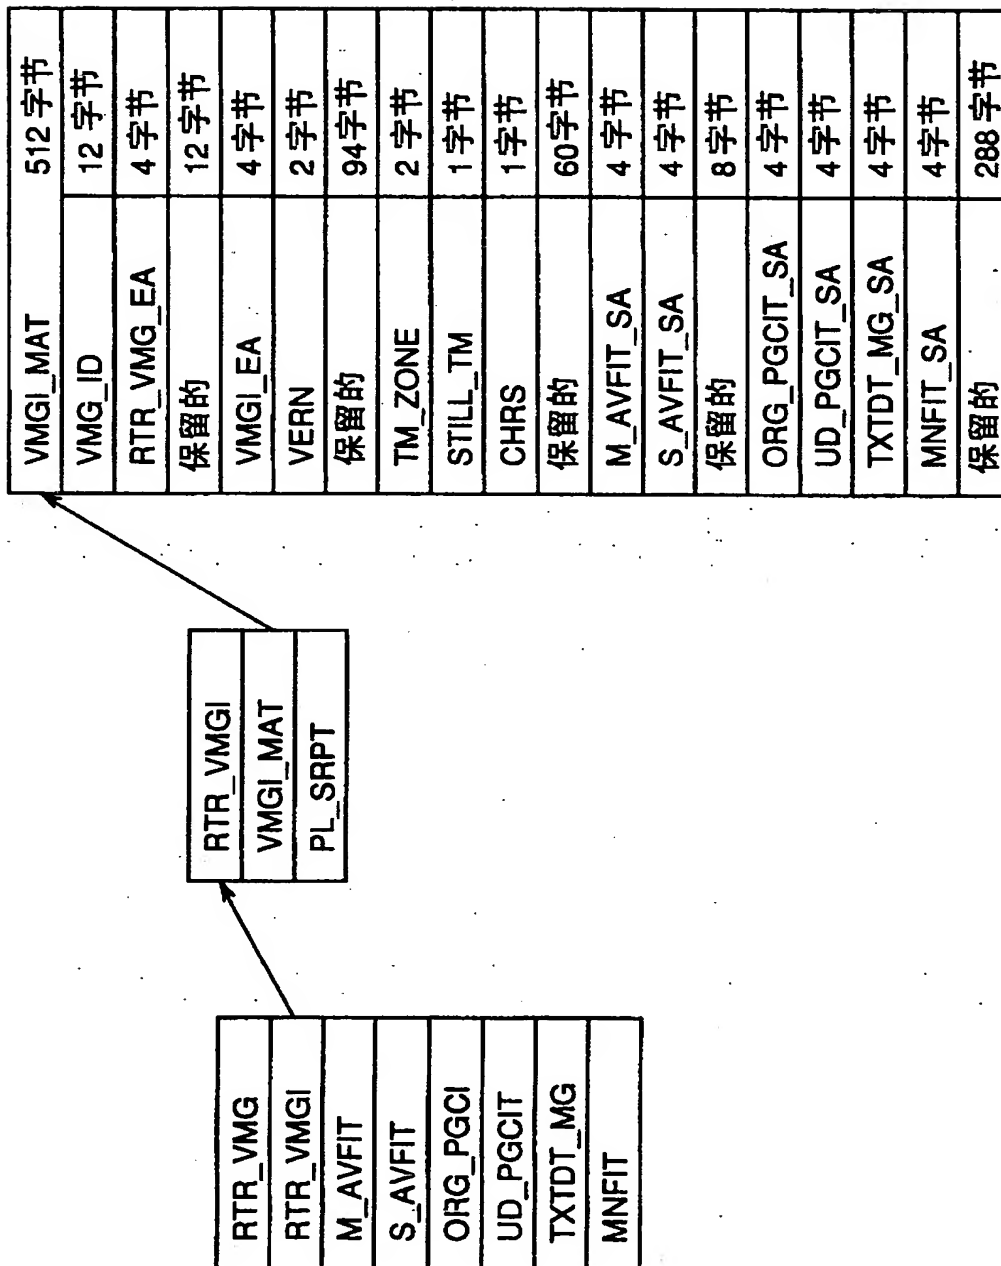 RTR_VMG
RTR_VMGI
M_AVFIT
S_AVFIT
ORG_PGCI
UD_PGCIT
TXTDT_MG
MNFIT
RTR_VMGI
VMGI_MAT
PL_SRPT
VMGI_MAT 512 字节
VMG_ID 12 字节
RTR_VMG_EA 4 字节
保留的 12 字节
VMGI_EA 4 字节
VERN 2 字节
保留的 94字节
TM_ZONE 2 字节
STILL_TM 1字节
CHRS 1字节
保留的 60字节
M_AVFIT_SA 4 字节
S_AVFIT_SA 4字节
保留的 8字节
ORG_PGCIT_SA 4字节
UD_PGCIT_SA 4字节
TXTDT_MG_SA 4字节
MNFIT_SA 4字节
保留的 288 字节